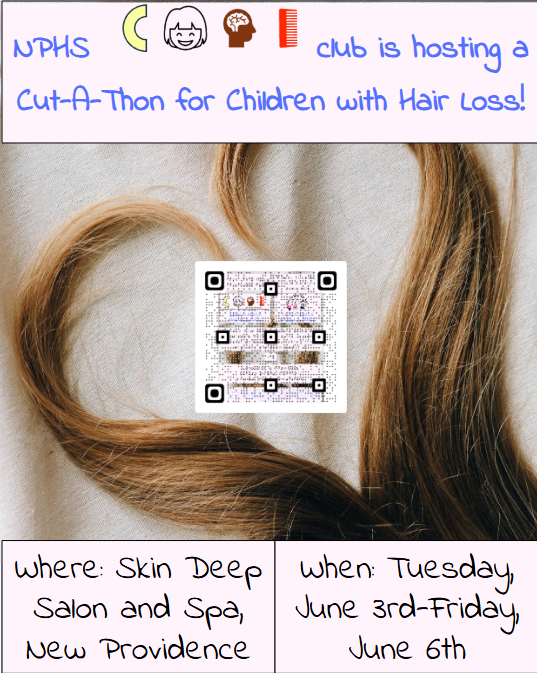 NPHS club is hosting a
Cut-A-Thon for Children with Hair Loss!
Where: Skin Deep
Salon and Spa,
New Providence
When: Tuesday,
June 3rd-Friday,
June 6th